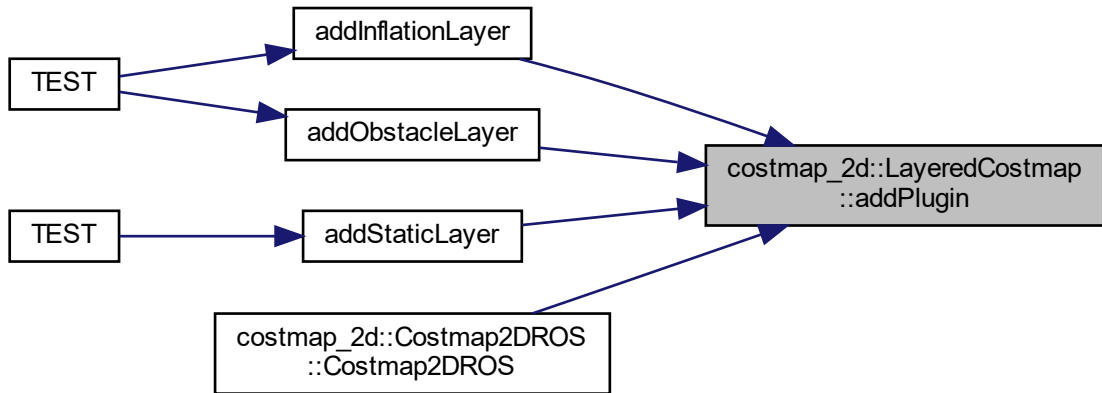 addInflationLayer
TEST
addObstacleLayer
costmap_2d::LayeredCostmap
::addPlugin
TEST
addStaticLayer
costmap_2d::Costmap2DROS
::Costmap2DROS